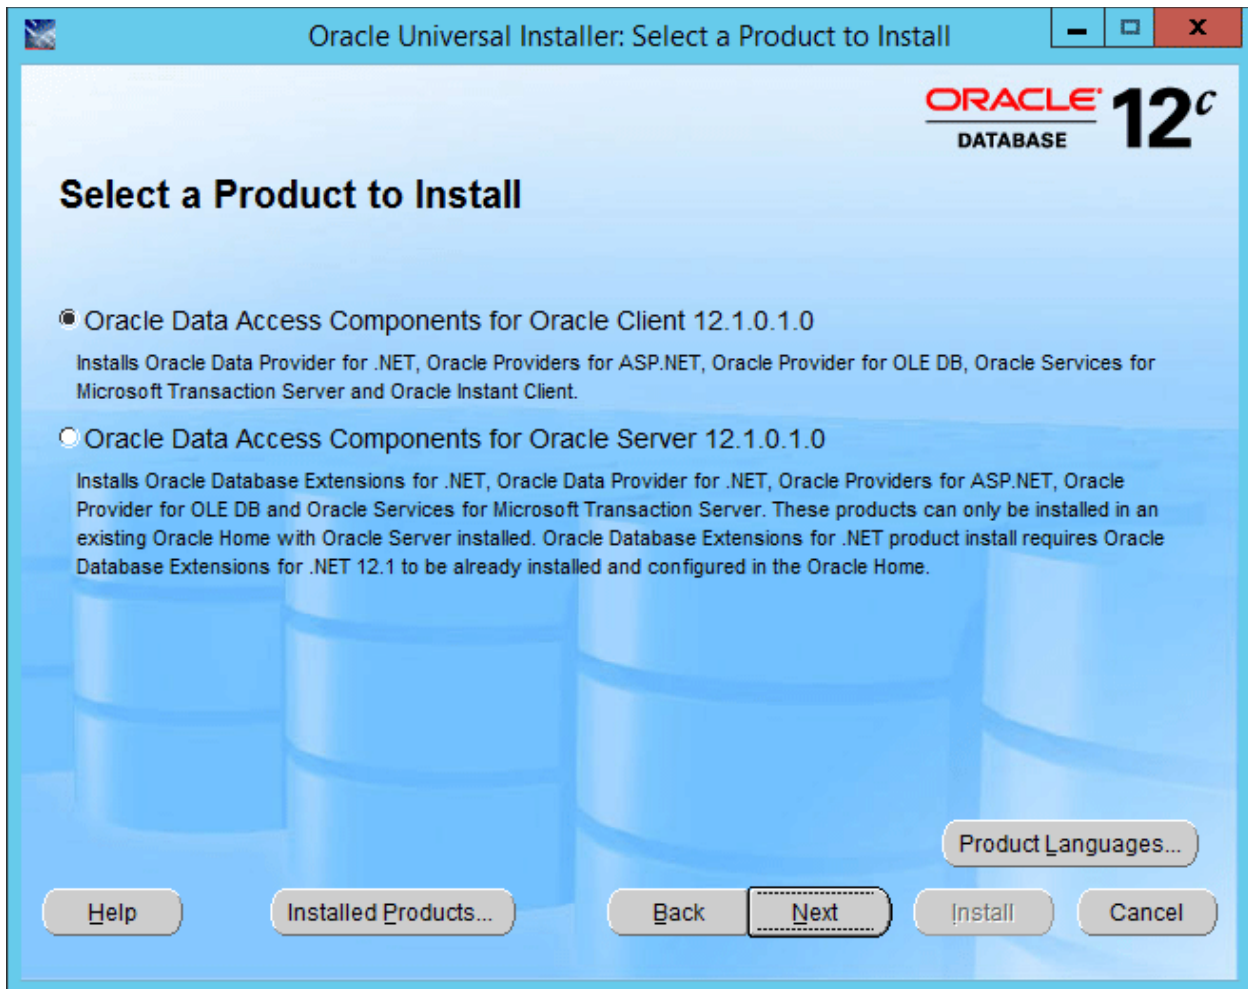 Oracle Universal Installer: Select a Product to Install
ORACLE
DATABASE
12c
Select a Product to Install
Oracle Data Access Components for Oracle Client 12.1.0.1.0
Installs Oracle Data Provider for .NET, Oracle Providers for ASP.NET, Oracle Provider for OLE DB, Oracle Services for
Microsoft Transaction Server and Oracle Instant Client.
Oracle Data Access Components for Oracle Server 12.1.0.1.0
Installs Oracle Database Extensions for .NET, Oracle Data Provider for .NET, Oracle Providers for ASP.NET, Oracle
Provider for OLE DB and Oracle Services for Microsoft Transaction Server. These products can only be installed in an
existing Oracle Home with Oracle Server installed. Oracle Database Extensions for .NET product install requires Oracle
Database Extensions for .NET 12.1 to be already installed and configured in the Oracle Home.
Product Languages...
Help
Installed Products...
Back
Next
Install
Cancel